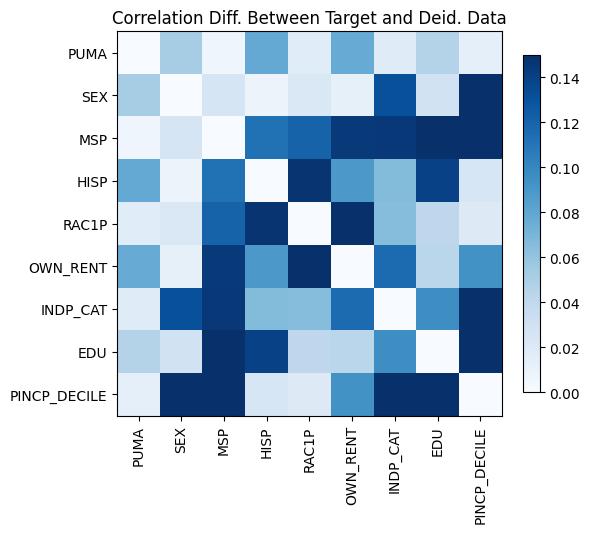 Correlation Diff. Between Target and Deid. Data
PUMA
SEX
MSP
HISP
RAC1P
OWN_RENT
INDP_CAT
EDU
PINCP_DECILE
PUMA
SEX
MSP
HISP
RAC1P
OWN_RENT
INDP_CAT
EDU
PINCP_DECILE
0.14
0.12
0.10
0.08
0.06
0.04
0.02
0.00